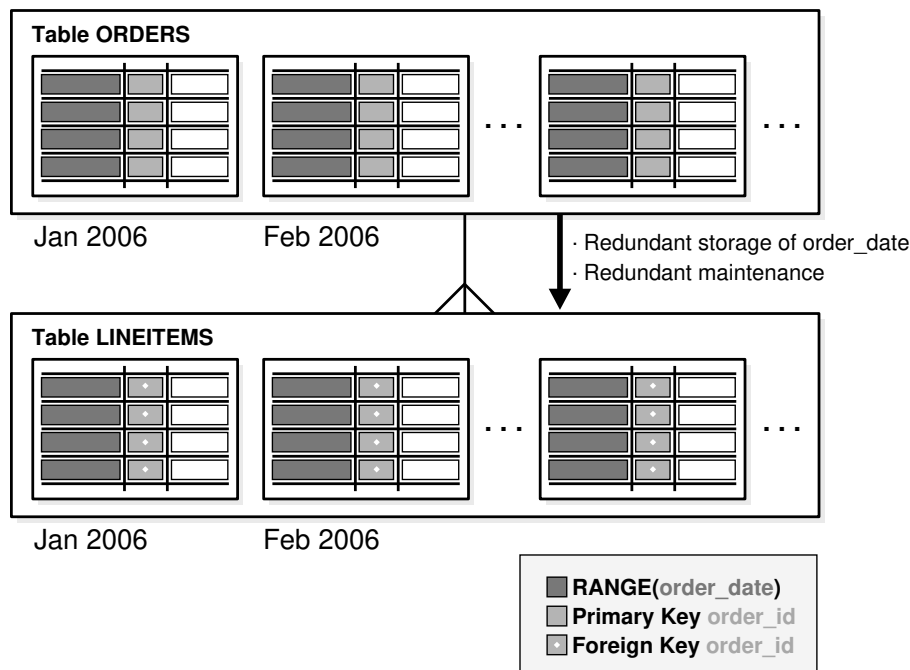 Table ORDERS
. . .
. . .
Jan 2006
Feb 2006
· Redundant storage of order_date
· Redundant maintenance
Table LINEITEMS
. . .
. . .
Jan 2006
Feb 2006
RANGE(order_date)
Primary Key order_id
Foreign Key order_id